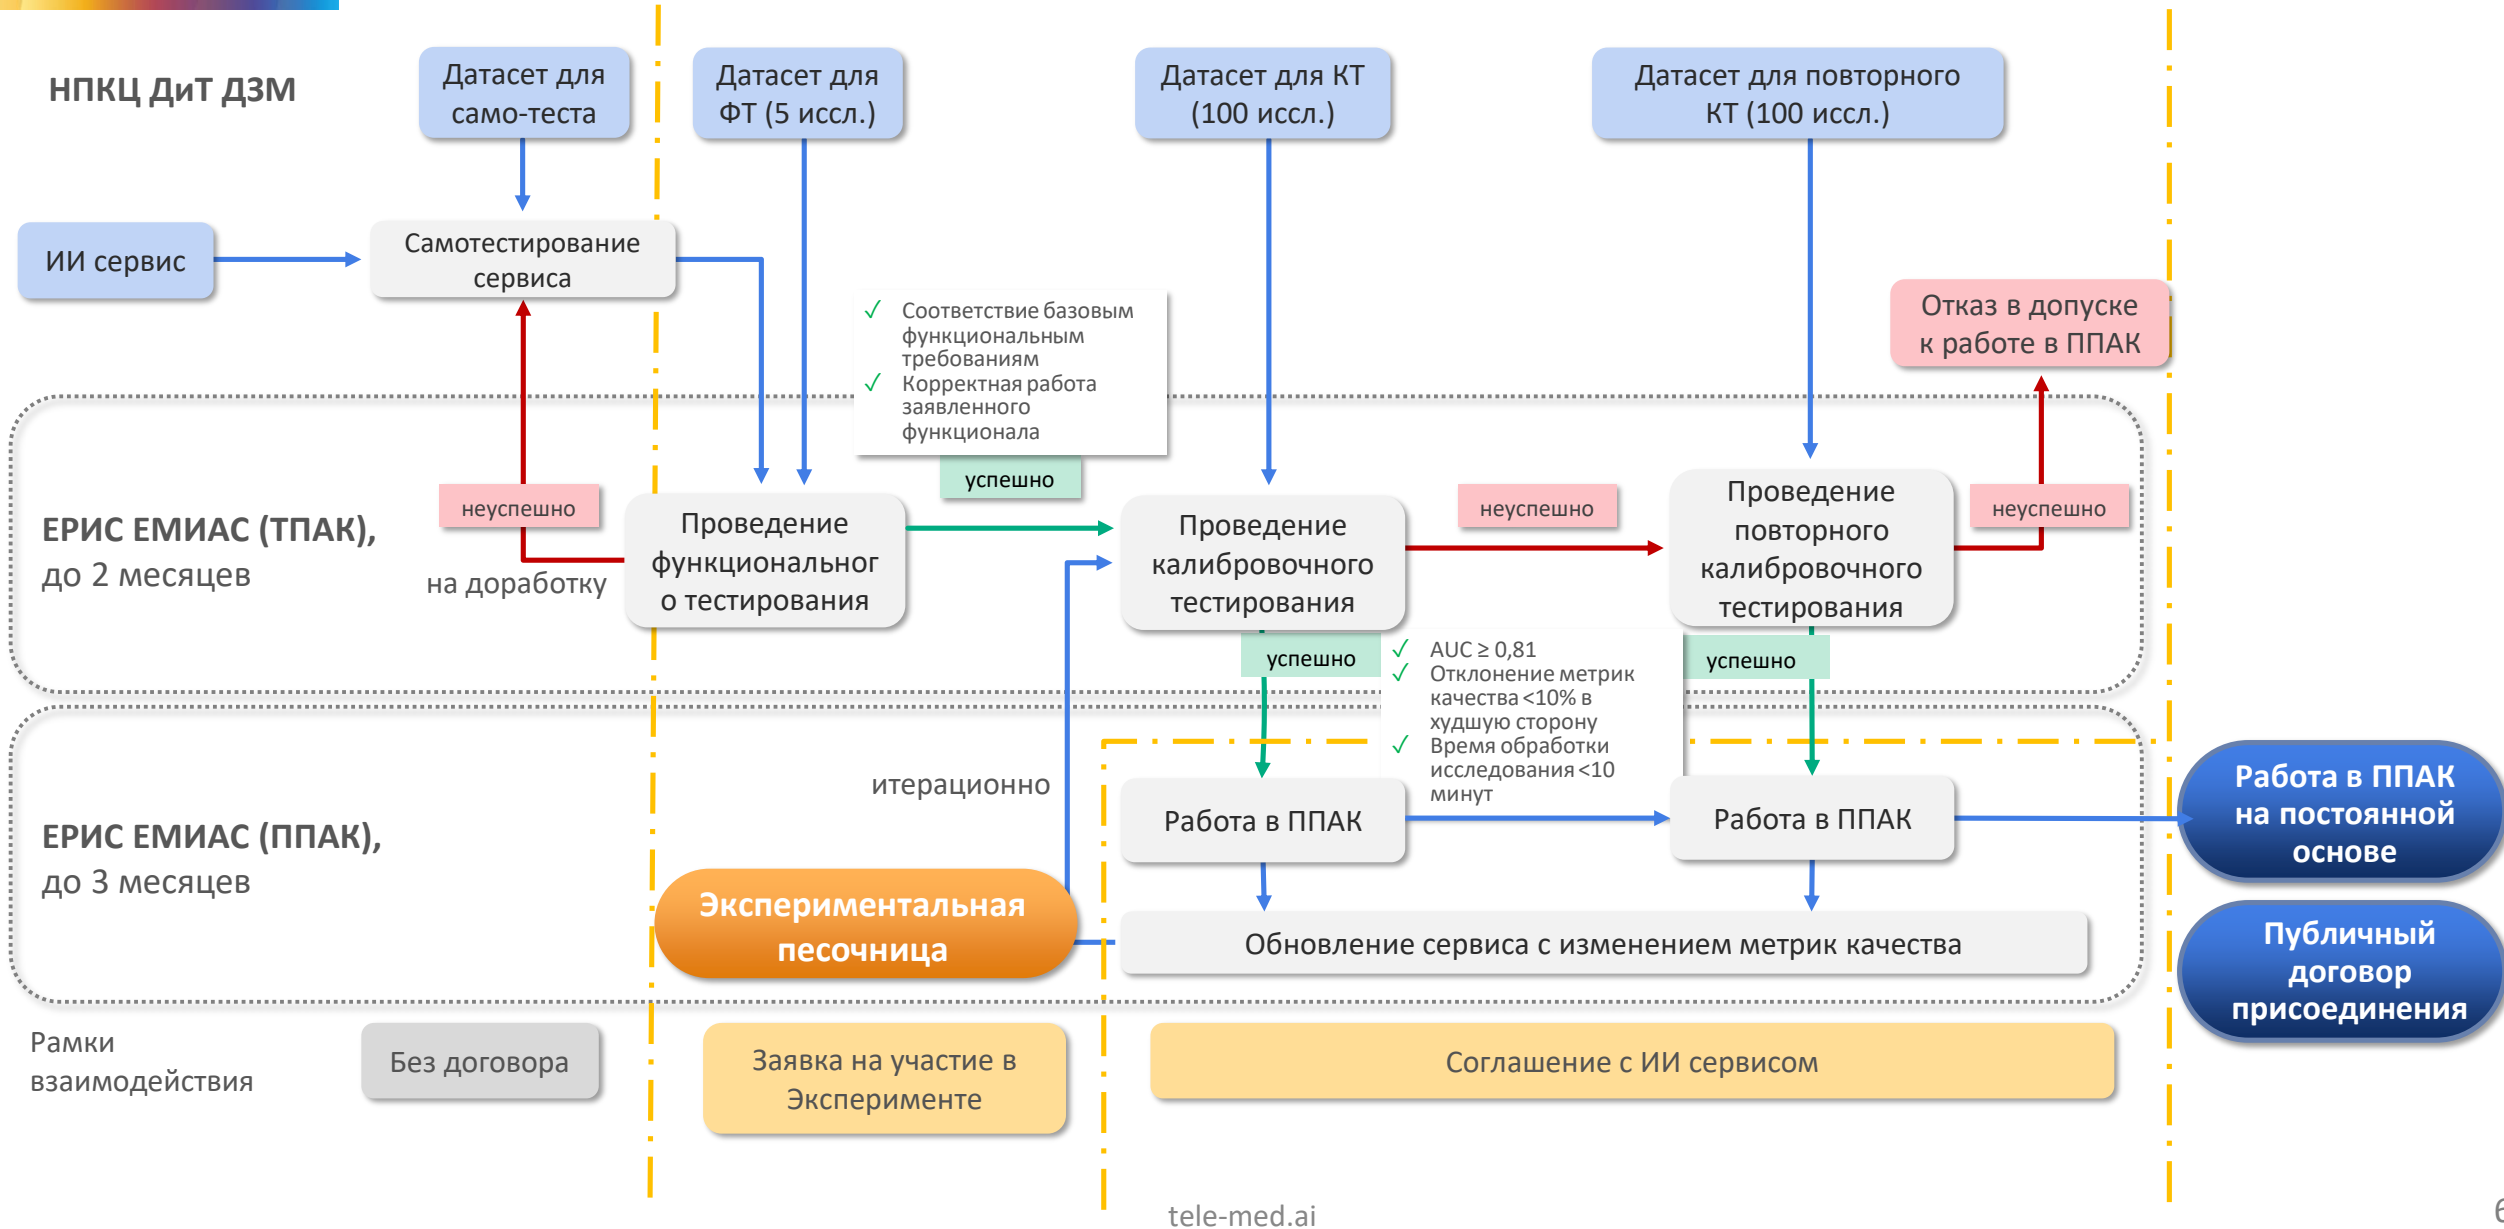 НПКЦ ДиТ ДЗМ
Датасет для
само-теста
Датасет для
ФТ (5 иссл.)
Датасет для КТ
(100 иссл.)
Датасет для повторного
КТ (100 иссл.)
ИИ сервис
Самотестирование
сервиса
✓ Соответствие базовым
функциональным
требованиям
✓ Корректная работа
заявленного
функционала
Отказ в допуске
к работе в ППАК
ЕРИС ЕМИАС (ТПАК),
до 2 месяцев
неуспешно
на доработку
Проведение
функциональног
о тестирования
успешно
Проведение
калибровочного
тестирования
неуспешно
Проведение
повторного
калибровочного
тестирования
неуспешно
успешно
✓ AUC ≥ 0,81
✓ Отклонение метрик
качества <10% в
худшую сторону
✓ Время обработки
исследования <10
минут
успешно
ЕРИС ЕМИАС (ППАК),
до 3 месяцев
итерационно
Работа в ППАК
Работа в ППАК
Работа в ППАК
на постоянной
основе
Экспериментальная
песочница
Обновление сервиса с изменением метрик качества
Публичный
договор
присоединения
Рамки
взаимодействия
Без договора
Заявка на участие в
Эксперименте
Соглашение с ИИ сервисом
tele-med.ai